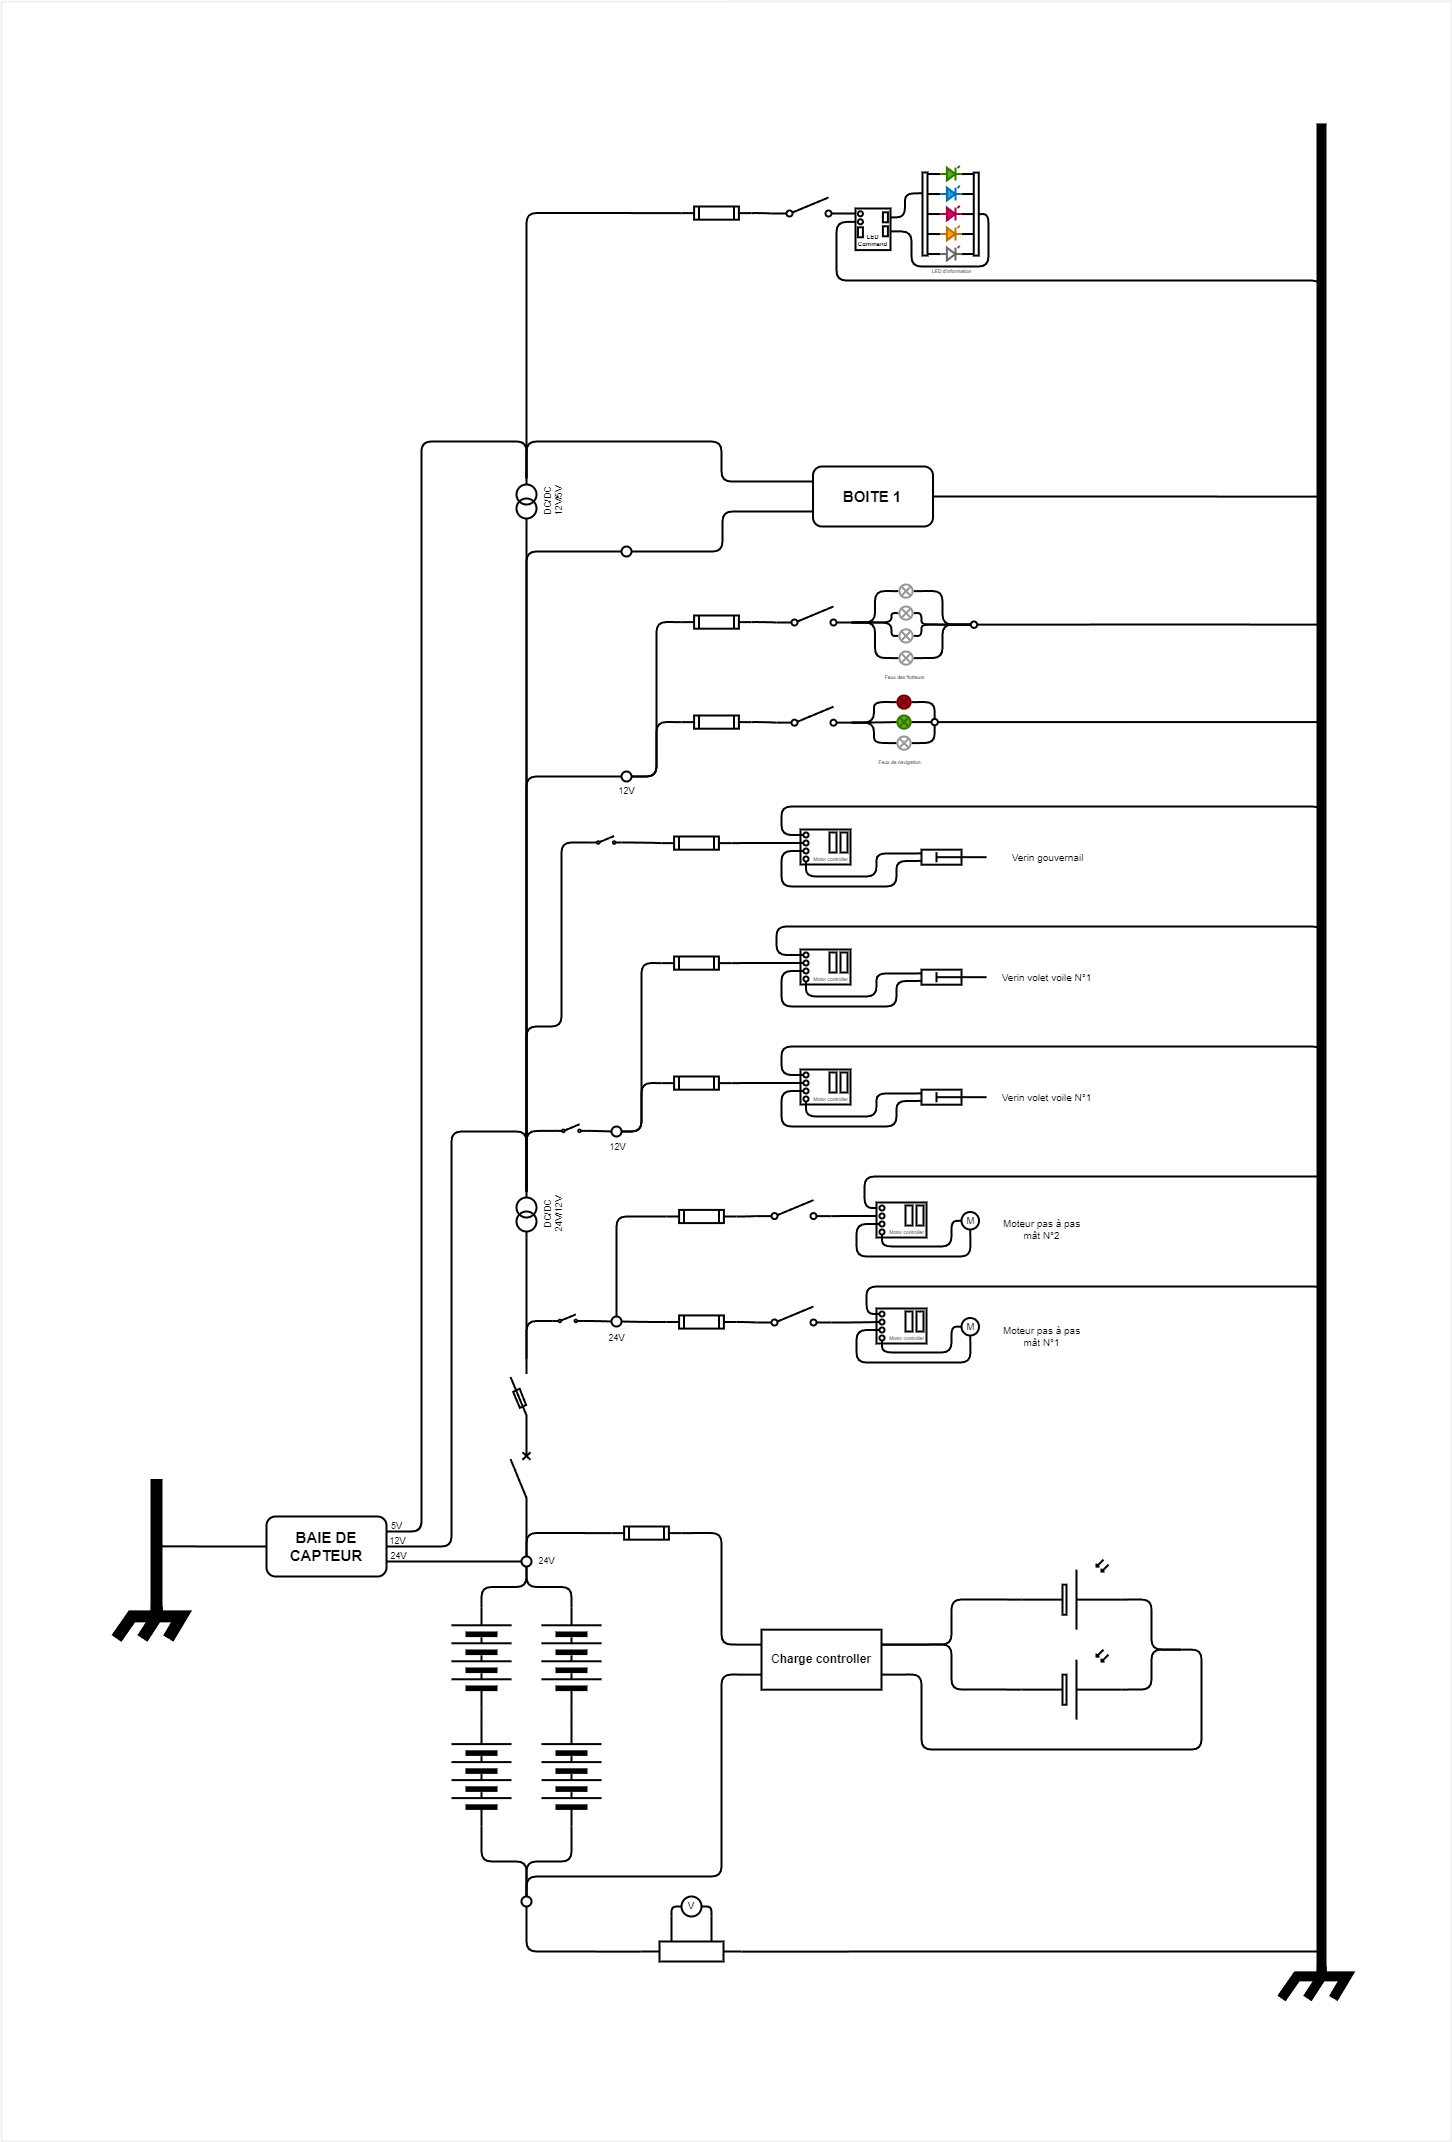 LED
Command
LED d'information
DC/DC
12V/5V
BOITE 1
Feux des flotteurs
Feux de navigation
12V
Motor controller
Verin gouvernail
Motor controller
Verin volet voile N°1
Motor controller
Verin volet voile N°1
12V
DC/DC
24V/12V
Motor controller
M
Moteur pas à pas
mât N°2
24V
Motor controller
M
Moteur pas à pas
mât N°1
BAIE DE
CAPTEUR
5V
12V
24V
24V
Charge controller
V